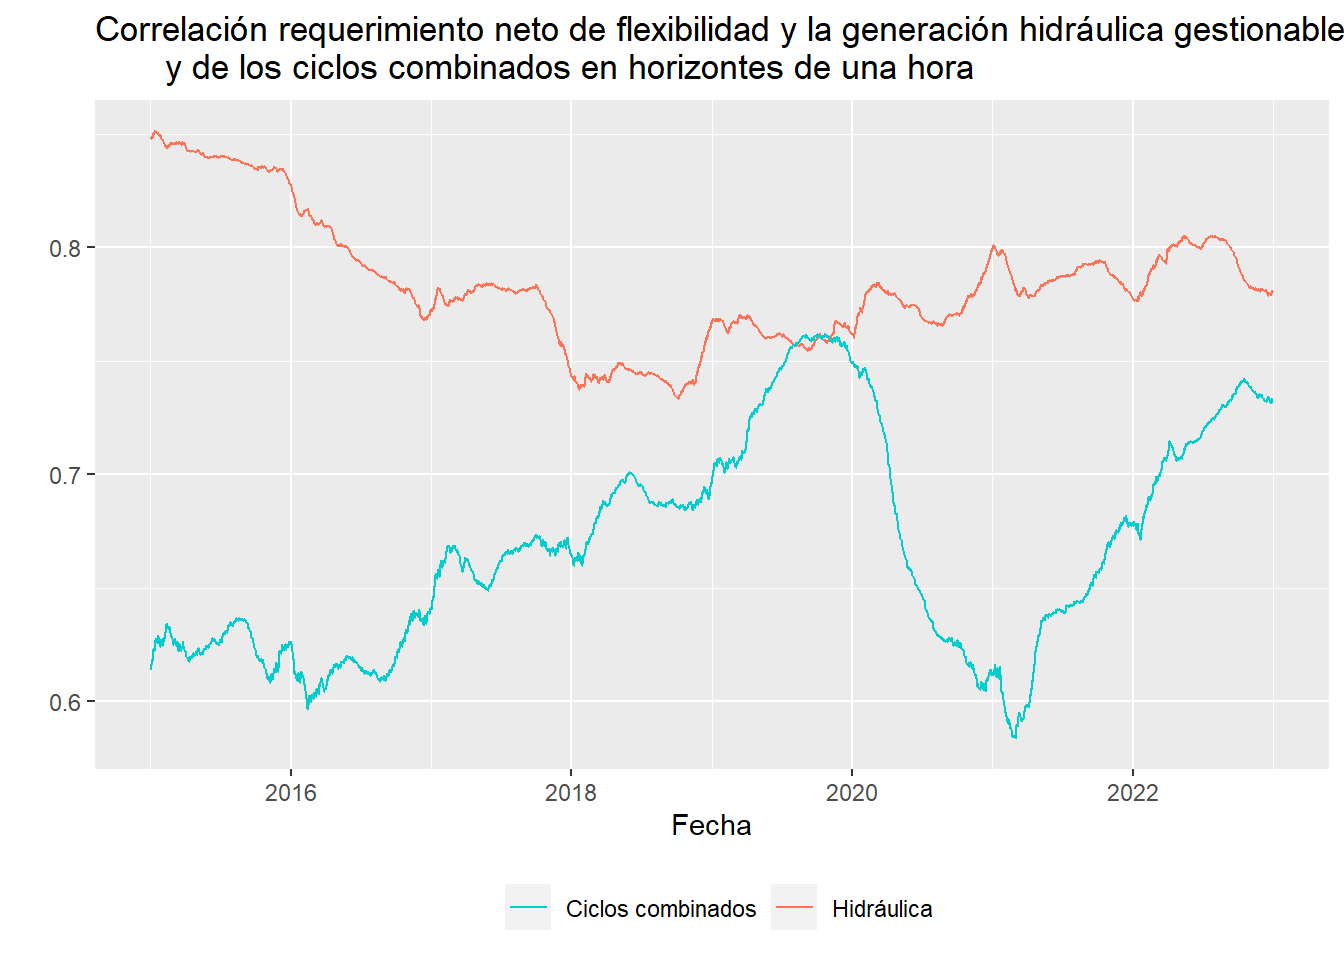 Correlación requerimiento neto de flexibilidad y la generación hidráulica gestionable
y de los ciclos combinados en horizontes de una hora
0.8
0.7
0.6
2016 2018 2020 2022
Fecha
Ciclos combinados Hidráulica